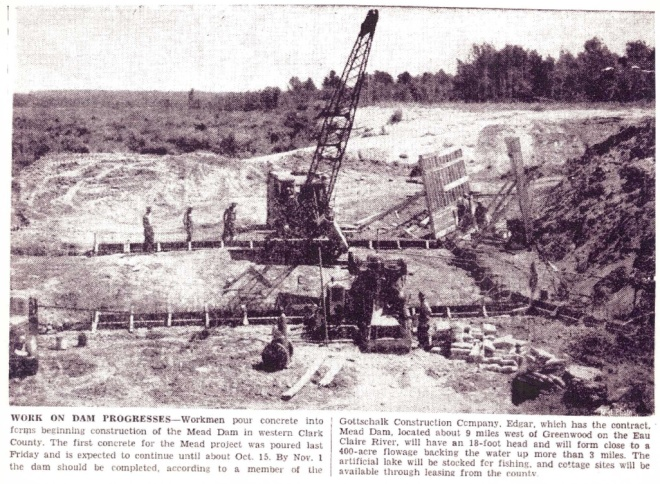 WORK ON DAM PROGRESSES—Workmen pour concrete into
forms beginning construction of the Mead Dam in western Clark
County. The first concrete for the Mead project was poured last
Friday and is expected to continue until about Oct. 15. By Nov. 1
the dam should be completed, according to a member of the
Gottschalk Construction Company, Edgar, which has the contract.
Mead Dam, located about 9 miles west of Greenwood on the Eau
Claire River, will have an 18-foot head and will form close to a
400-acre flowage backing the water up more than 3 miles. The
artificial lake will be stocked for fishing, and cottage sites will be
available through leasing from the county.